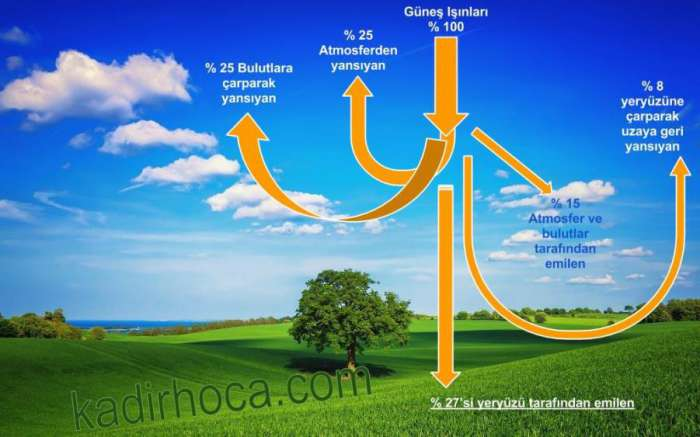 Güneş Işınları
% 100
% 25
Atmosferden
yansıyan
% 25 Bulutlara
çarparak
yansıyan
% 8
yeryüzüne
çarparak
uzaya geri
yansıyan
% 15
Atmosfer ve
bulutlar
tarafından
emilen
% 27'si yeryüzü tarafından emilen
kadirhoca.com